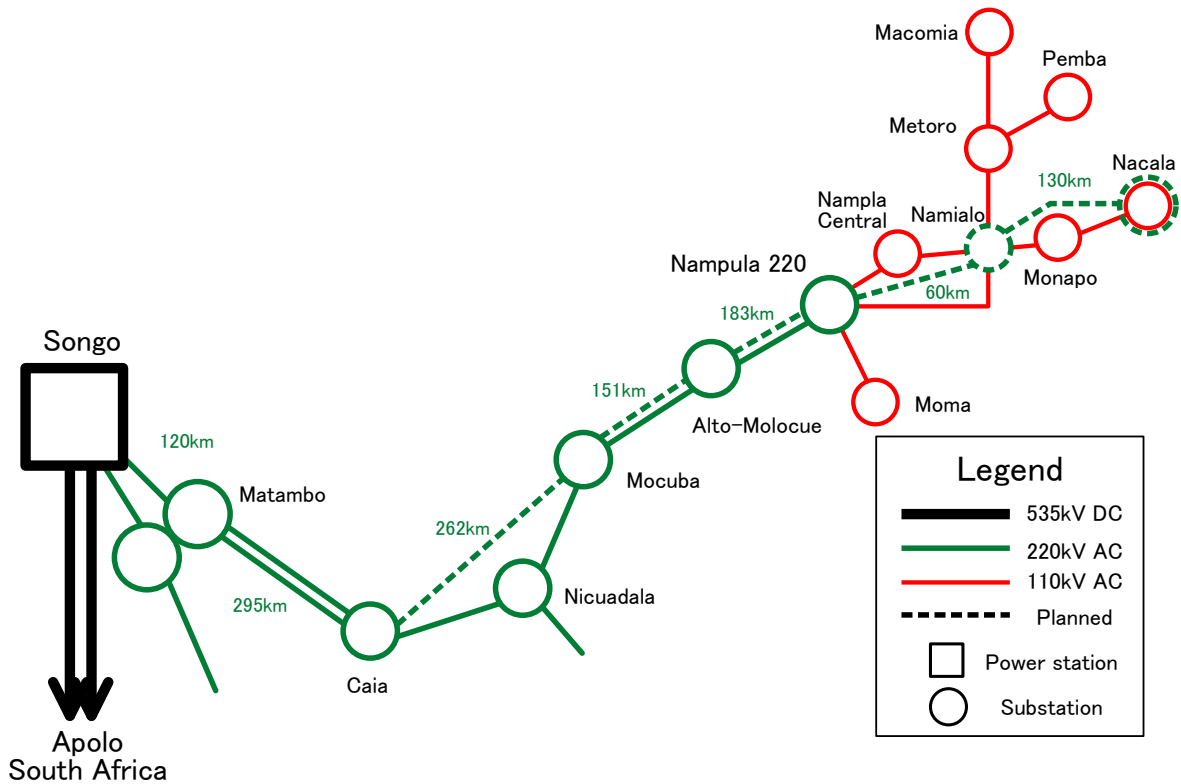 Macomia
Pemba
Metoro
Nacala
130km
Nampla
Central
Namialo
Monapo
Nampula 220
60km
183km
Songo
151km
Moma
Alto-Molocue
120km
Mocuba
Matambo
262km
295km
Nicuadala
Caia
Apolo
South Africa
Legend
535kV DC
220kV AC
110kV AC
Planned
Power station
Substation